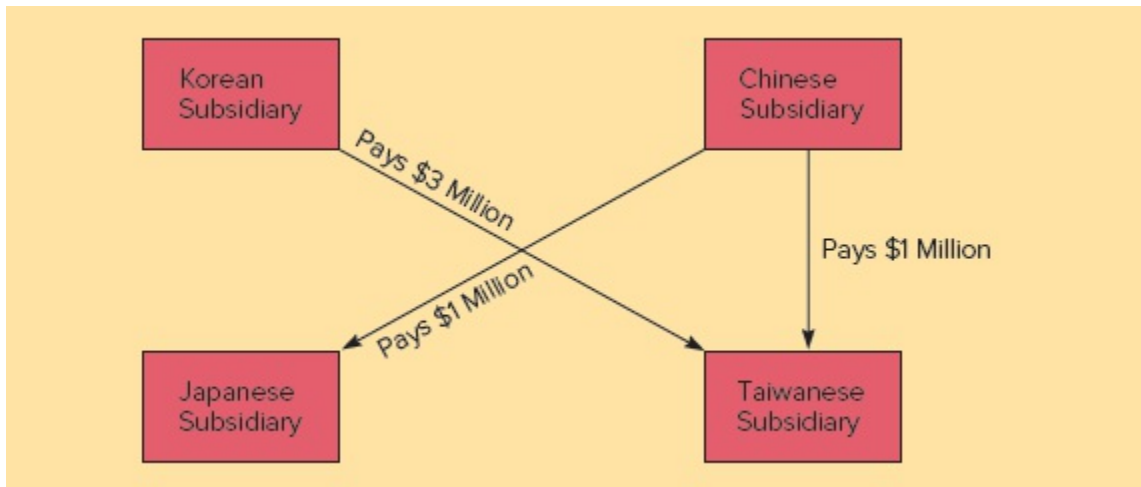 Korean
Subsidiary
Chinese
Subsidiary
Pays $3 Million
Pays $1 Million
Pays $1 Million
Japanese
Subsidiary
Taiwanese
Subsidiary